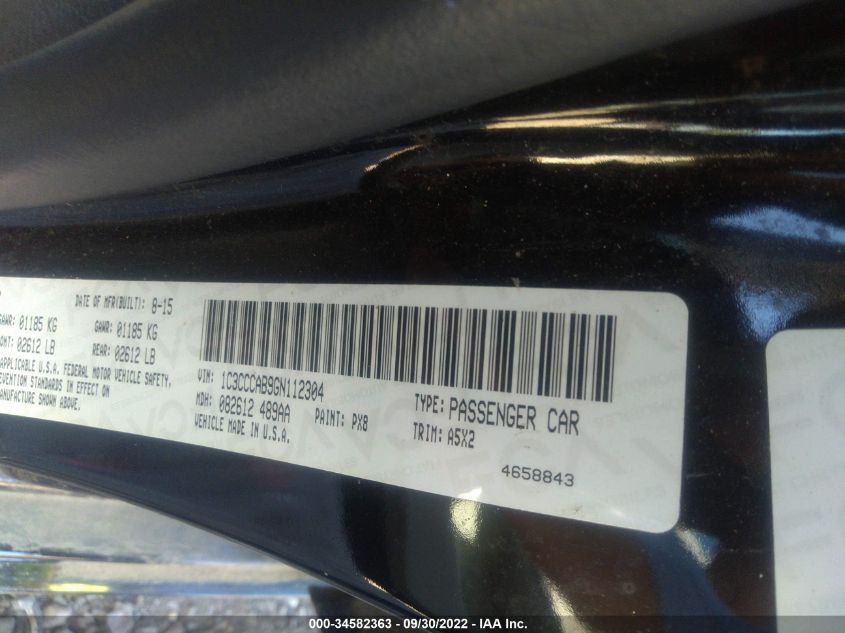 DATE OF MFR(BUILT): 8-15
GAWR: 01185 KG GAWR: 01185 KG
02612 LB REAR: 02612 LB
U.S.A. FEDERAL MOTOR VEHICLE SAFETY,
STANDARDS IN EFFECT ON
SHOWN ABOVE.
VIN: 1C3CCCAB9GN112304
MDH: 082612 489AA PAINT: PX8
VEHICLE MADE IN U.S.A.
TYPE: PASSENGER CAR
TRIM: A5X2
4658843
000-34582363 - 09/30/2022 - IAA Inc.